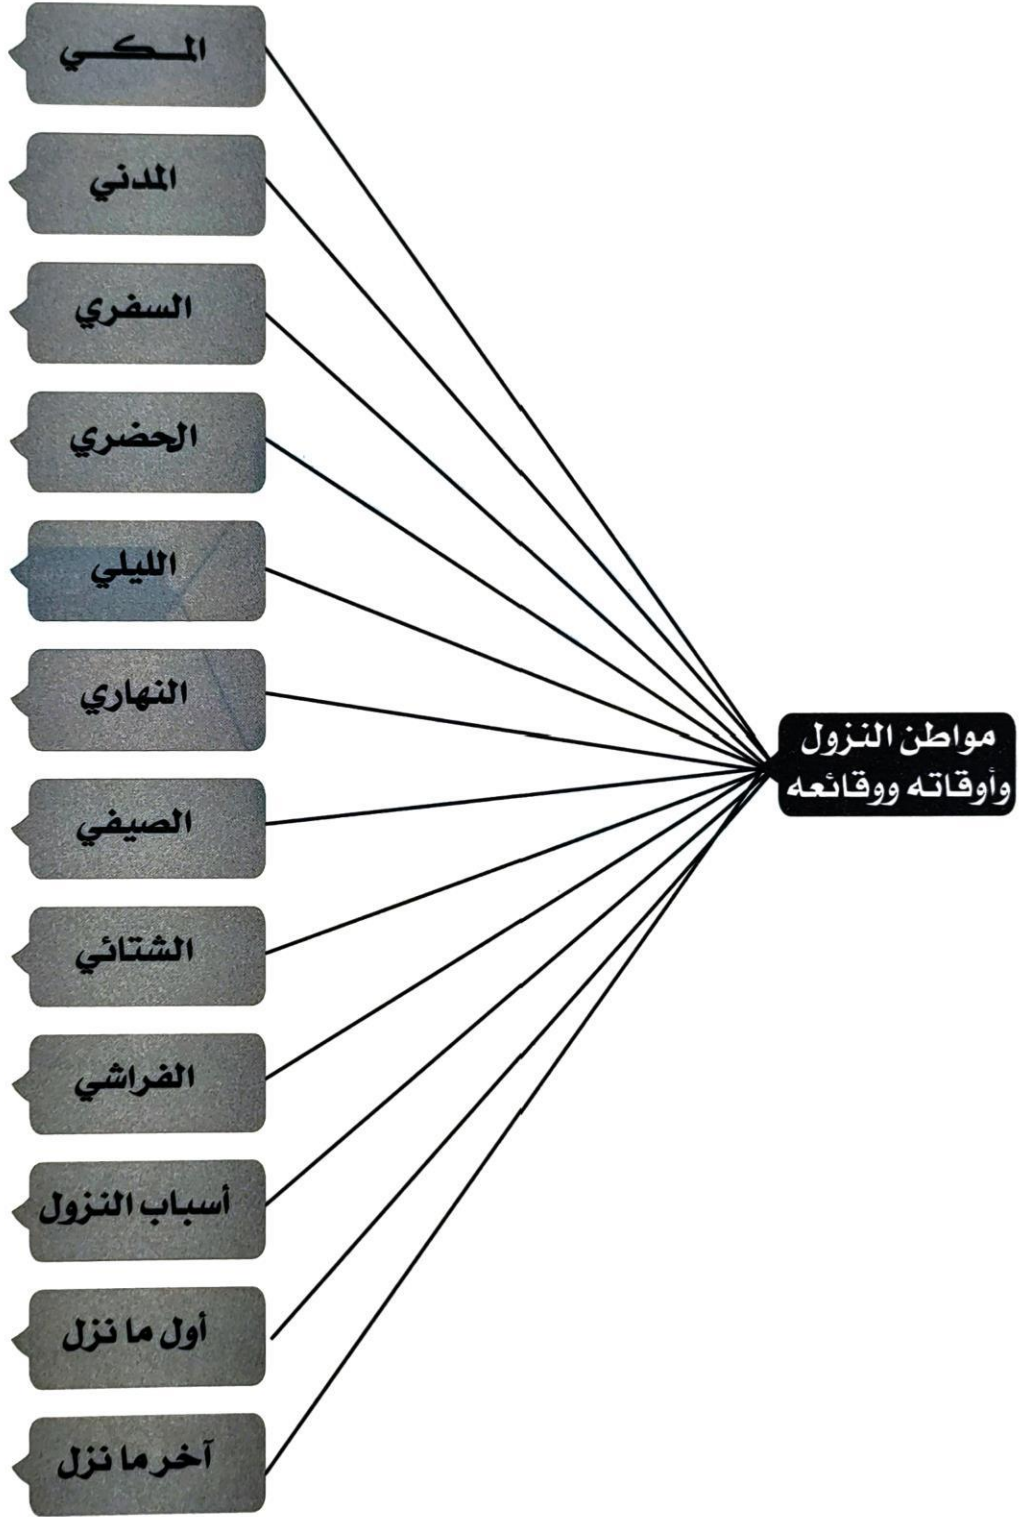 مواطن النزول
وأوقاته ووقائعه
المكي
المدني
السفري
الحضري
الليلي
النهاري
الصيفي
الشتائي
الفراشي
أسباب النزول
أول ما نزل
آخر ما نزل